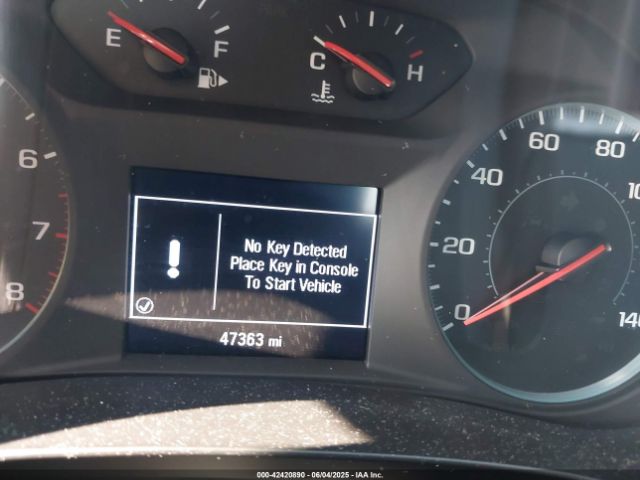 E F
C H
6
7
8
No Key Detected
Place Key in Console
To Start Vehicle
47363 mi
0
20
40
60
80
140
000-42420890 - 06/04/2025 - IAA Inc.